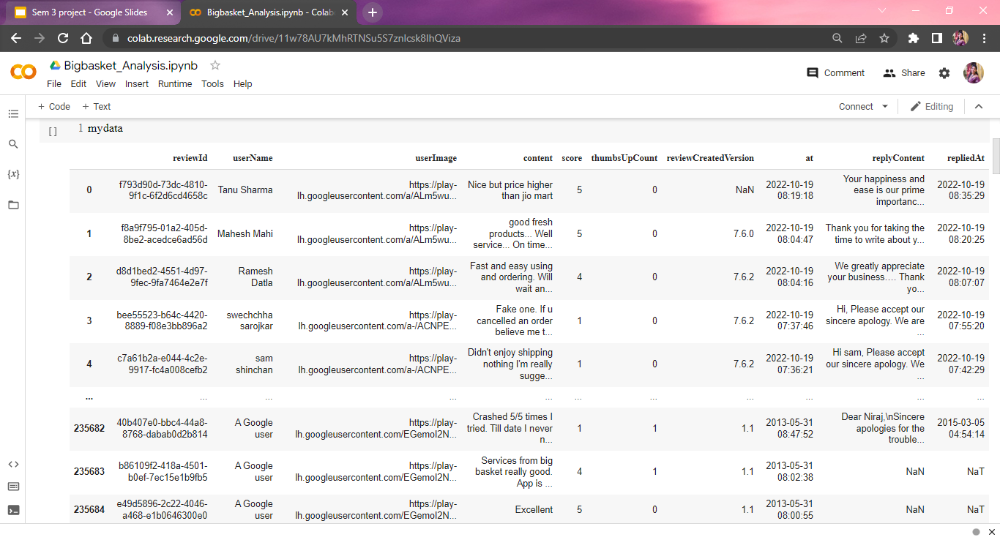 Sem 3 project - Google Slides
Bigbasket_Analysis.ipynb - Colab
colab.research.google.com/drive/11w78AU7kMhRTNSu5S7znlcsk8lhQViza
Bigbasket_Analysis.ipynb
File Edit View Insert Runtime Tools Help
Comment Share
+ Code + Text
Connect Editing
[ ] 1 mydata
reviewId userName userImage content score thumbsUpCount reviewCreatedVersion at replyContent repliedAt
0 f793d90d-73dc-4810-9f1c-6f2d6cd4658c Tanu Sharma https://play-lh.googleusercontent.com/a/ALm5wu... Nice but price higher than jio mart 5 0 NaN 2022-10-19 08:19:18 Your happiness and ease is our prime importanc... 2022-10-19 08:35:29
1 f8a9f795-01a2-405d-8be2-acedce6ad56d Mahesh Mahi https://play-lh.googleusercontent.com/a/ALm5wu... good fresh products... Well service... On time... 5 0 7.6.0 2022-10-19 08:04:47 Thank you for taking the time to write about y... 2022-10-19 08:20:25
2 d8d1bed2-4551-4d97-9fec-9fa7464e2e7f Ramesh Datla https://play-lh.googleusercontent.com/a/ALm5wu... Fast and easy using and ordering. Will wait an... 4 0 7.6.2 2022-10-19 08:04:16 We greatly appreciate your business.... Thank yo... 2022-10-19 08:07:07
3 bee55523-b64c-4420-8889-f08e3bb896a2 swechchha sarojkar https://play-lh.googleusercontent.com/a-/ACNPE... Fake one. If u cancelled an order believe me t... 1 0 7.6.2 2022-10-19 07:37:46 Hi, Please accept our sincere apology. We are ... 2022-10-19 07:55:20
4 c7a61b2a-e044-4c2e-9917-fc4a008cefb2 sam shinchan https://play-lh.googleusercontent.com/a-/ACNPE... Didn't enjoy shipping nothing I'm really sugge... 1 0 7.6.2 2022-10-19 07:36:21 Hi sam, Please accept our sincere apology. We ... 2022-10-19 07:42:29
... ... ... ... ... ... ... ... ... ... ...
235682 40b407e0-bbc4-44a8-8768-dabab0d2b814 A Google user https://play-lh.googleusercontent.com/EGemoI2N... Crashed 5/5 times I tried. Till date I never n... 1 1 1.1 2013-05-31 08:47:52 Dear Niraj,\nSincere apologies for the trouble... 2015-03-05 04:54:14
235683 b86109f2-418a-4501-b0ef-7ec15e1b9fb5 A Google user https://play-lh.googleusercontent.com/EGemoI2N... Services from big basket really good. App is ... 4 1 1.1 2013-05-31 08:02:38 NaN NaT
235684 e49d5896-2c22-4046-a468-e1b0646300e0 A Google user https://play-lh.googleusercontent.com/EGemoI2N... Excellent 5 0 1.1 2013-05-31 08:00:55 NaN NaT